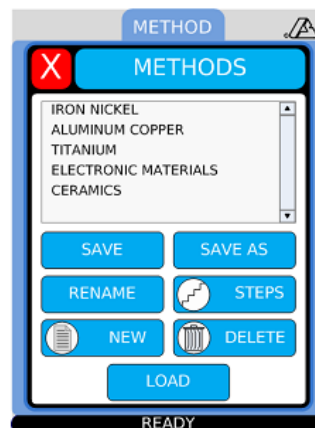 METHOD
X METHODS
IRON NICKEL
ALUMINUM COPPER
TITANIUM
ELECTRONIC MATERIALS
CERAMICS
SAVE SAVE AS
RENAME STEPS
NEW DELETE
LOAD
READY